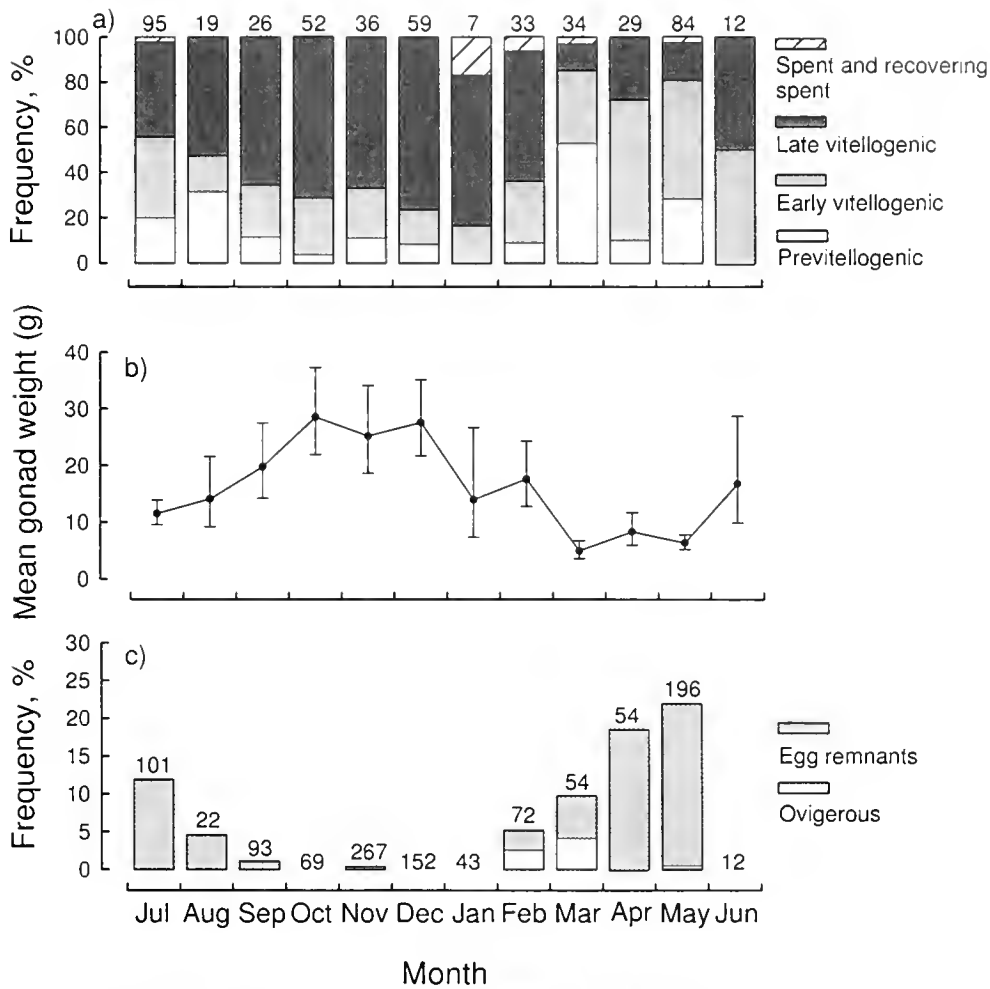 a)
95 19 26 52 36 59 7 33 34 29 84 12
Frequency, %
100
80
60
40
20
0
Spent and recovering
spent
Late vitellogenic
Early vitellogenic
Previtellogenic
b)
Mean gonad weight (g)
40
30
20
10
0
c)
Frequency, %
30
25
20
15
10
5
0
101 22 93 69 267 152 43 72 54 54 196 12
Egg remnants
Ovigerous
Jul Aug Sep Oct Nov Dec Jan Feb Mar Apr May Jun
Month